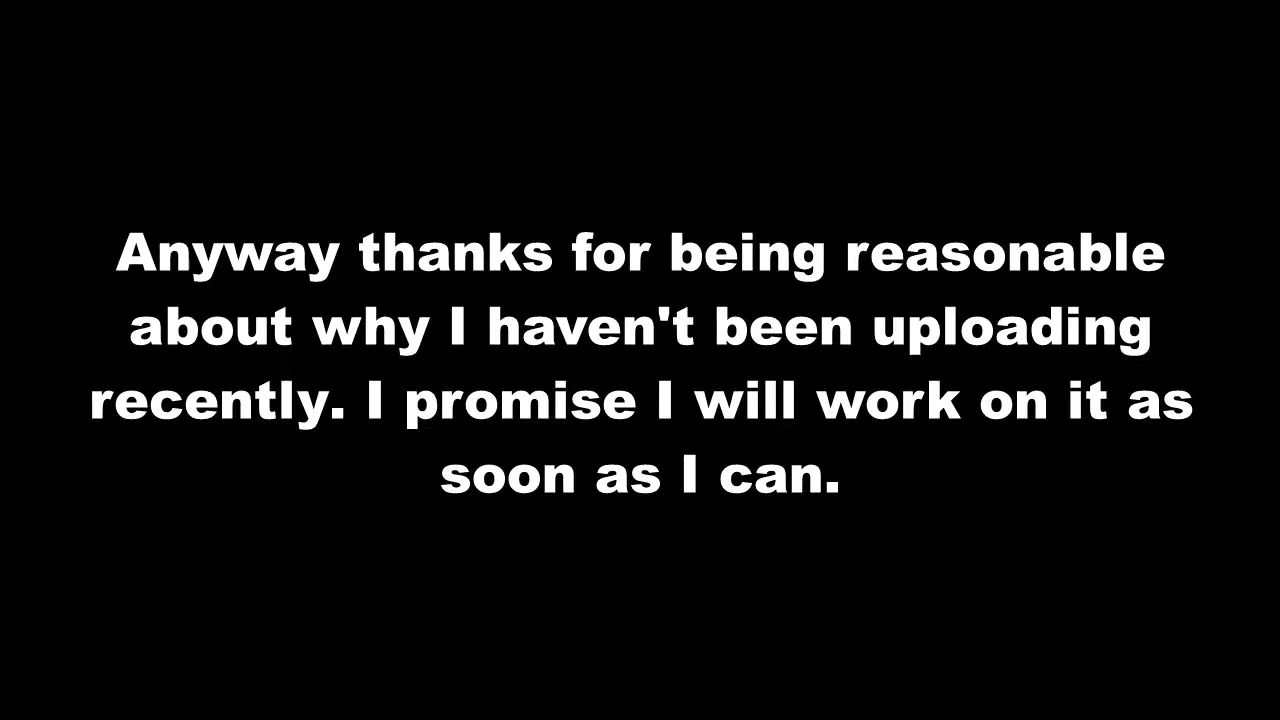 Anyway thanks for being reasonable
about why I haven't been uploading
recently. I promise I will work on it as
soon as I can.